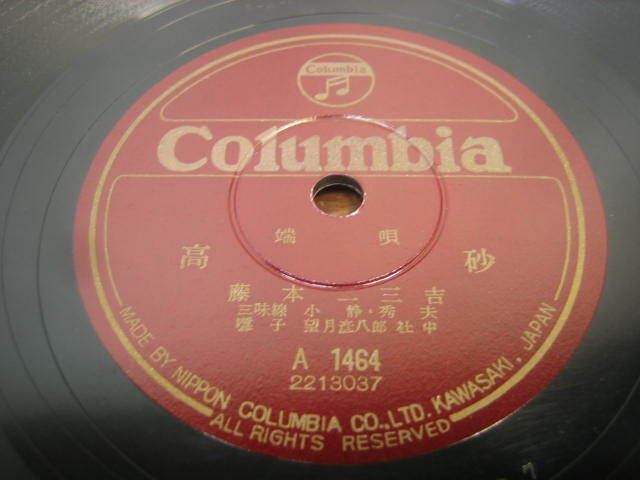 Columbia
Columbia
端唄
高砂
藤本二三吉
三味線 小静・秀夫
囃子 望月彦八郎社中
A 1464
2213037
MADE BY NIPPON COLUMBIA CO.,LTD. KAWASAKI, JAPAN
ALL RIGHTS RESERVED